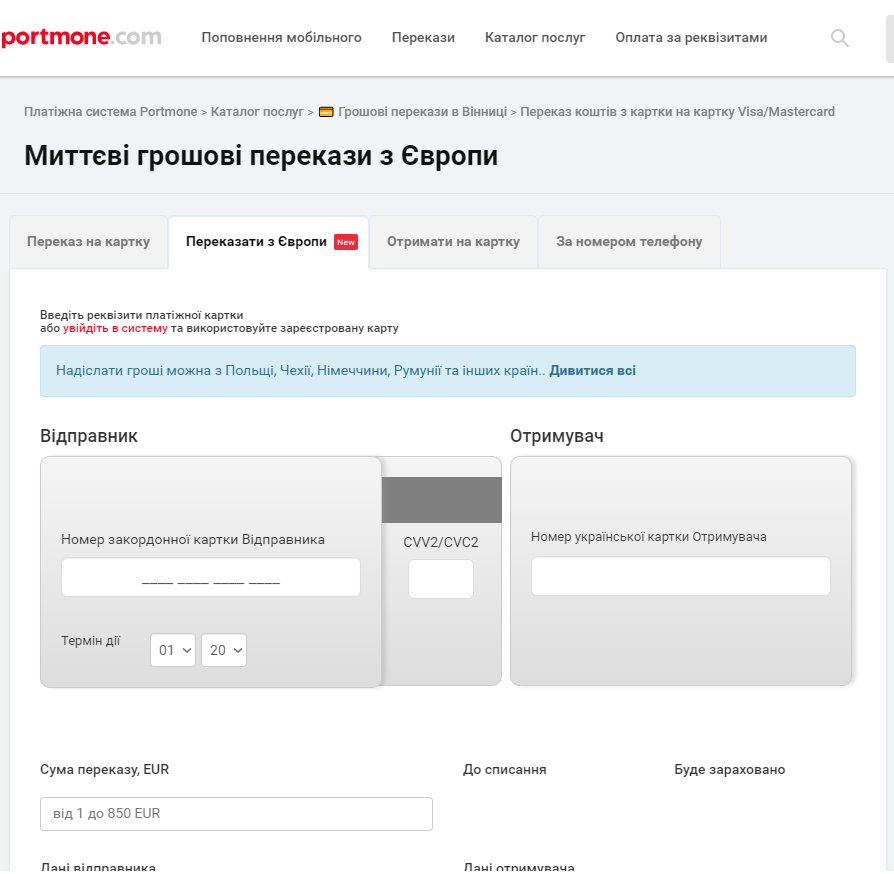 portmone.com
Поповнення мобільного Перекази Каталог послуг Оплата за реквізитами
Платіжна система Portmone > Каталог послуг > Грошові перекази в Вінниці > Переказ коштів з картки на картку Visa/Mastercard
Миттєві грошові перекази з Європи
Переказ на картку Переказати з Європи New Отримати на картку За номером телефону
Введіть реквізити платіжної картки
або увійдіть в систему та використовуйте зареєстровану карту
Надіслати гроші можна з Польщі, Чехії, Німеччини, Румунії та інших країн.. Дивитися всі
Відправник Отримувач
Номер закордонної картки Відправника CVV2/CVC2 Номер української картки Отримувача
____ ____ ____ ____
Термін дії 01 20
Сума переказу, EUR До списання Буде зараховано
від 1 до 850 EUR
Дані відправника Дані отримувача